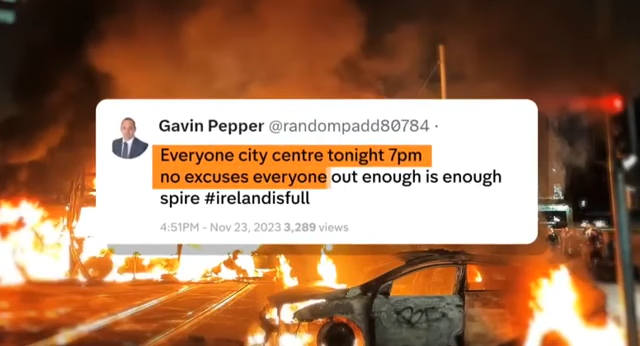 Gavin Pepper @randompadd80784 ·
Everyone city centre tonight 7pm
no excuses everyone out enough is enough
spire #irelandisfull
4:51PM - Nov 23, 2023 3,289 views